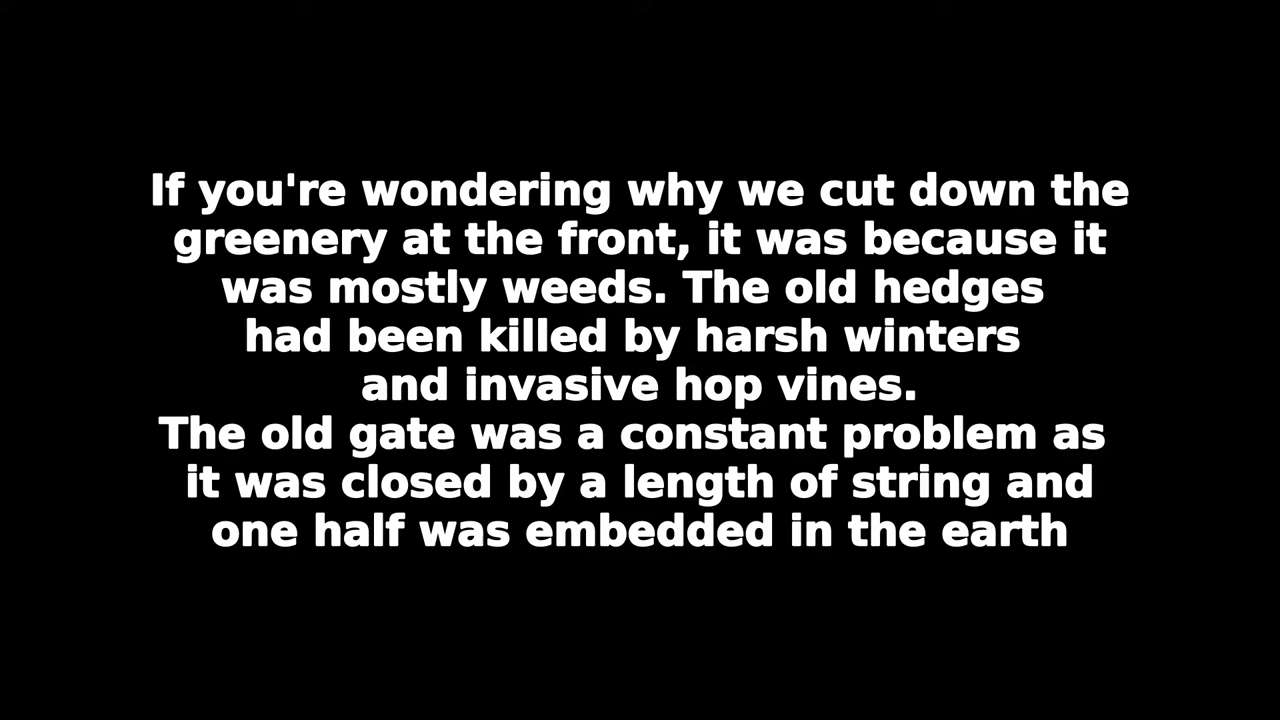 If you're wondering why we cut down the
greenery at the front, it was because it
was mostly weeds. The old hedges
had been killed by harsh winters
and invasive hop vines.
The old gate was a constant problem as
it was closed by a length of string and
one half was embedded in the earth